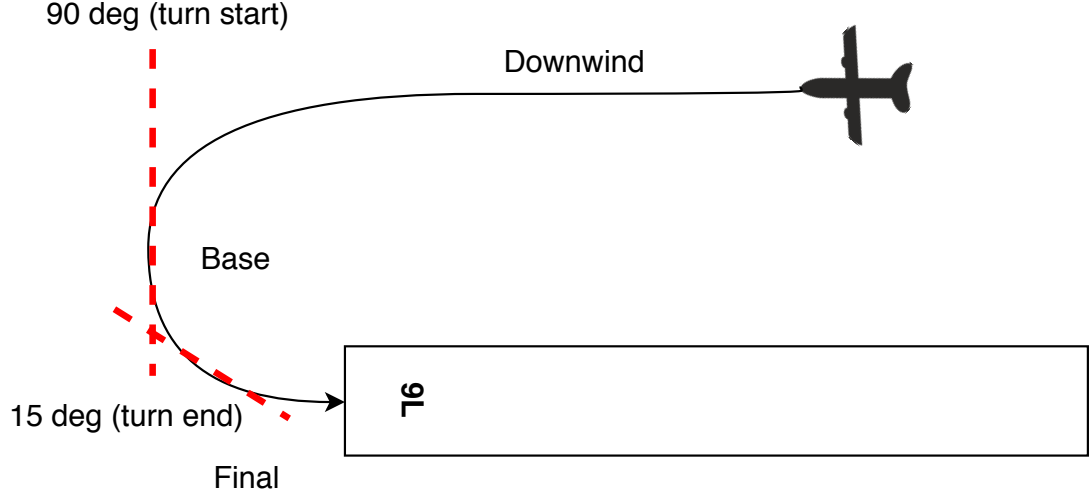 90 deg (turn start)
Downwind
Base
9L
15 deg (turn end)
Final